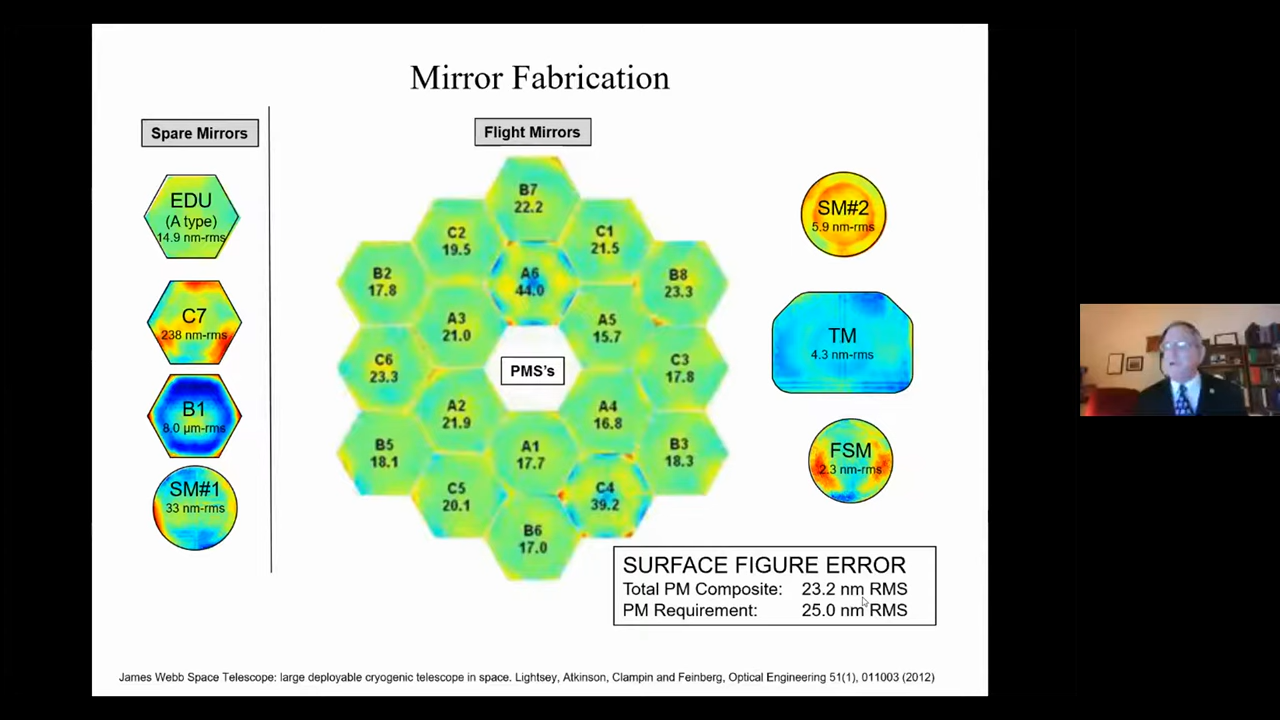 Mirror Fabrication
Spare Mirrors
EDU
(A type)
14.9 nm-rms
C7
238 nm-rms
B1
8.0 µm-rms
SM#1
33 nm-rms
Flight Mirrors
B7
22.2
C2
19.5
C1
21.5
B2
17.8
A6
44.0
B8
23.3
A3
21.0
A5
15.7
C6
23.3
PMS's
C3
17.8
A2
21.9
A4
16.8
B5
18.1
A1
17.7
B3
18.3
C5
20.1
C4
39.2
B6
17.0
SM#2
5.9 nm-rms
TM
4.3 nm-rms
FSM
2.3 nm-rms
SURFACE FIGURE ERROR
Total PM Composite: 23.2 nm RMS
PM Requirement: 25.0 nm RMS
James Webb Space Telescope: large deployable cryogenic telescope in space. Lightsey, Atkinson, Clampin and Feinberg, Optical Engineering 51(1), 011003 (2012)